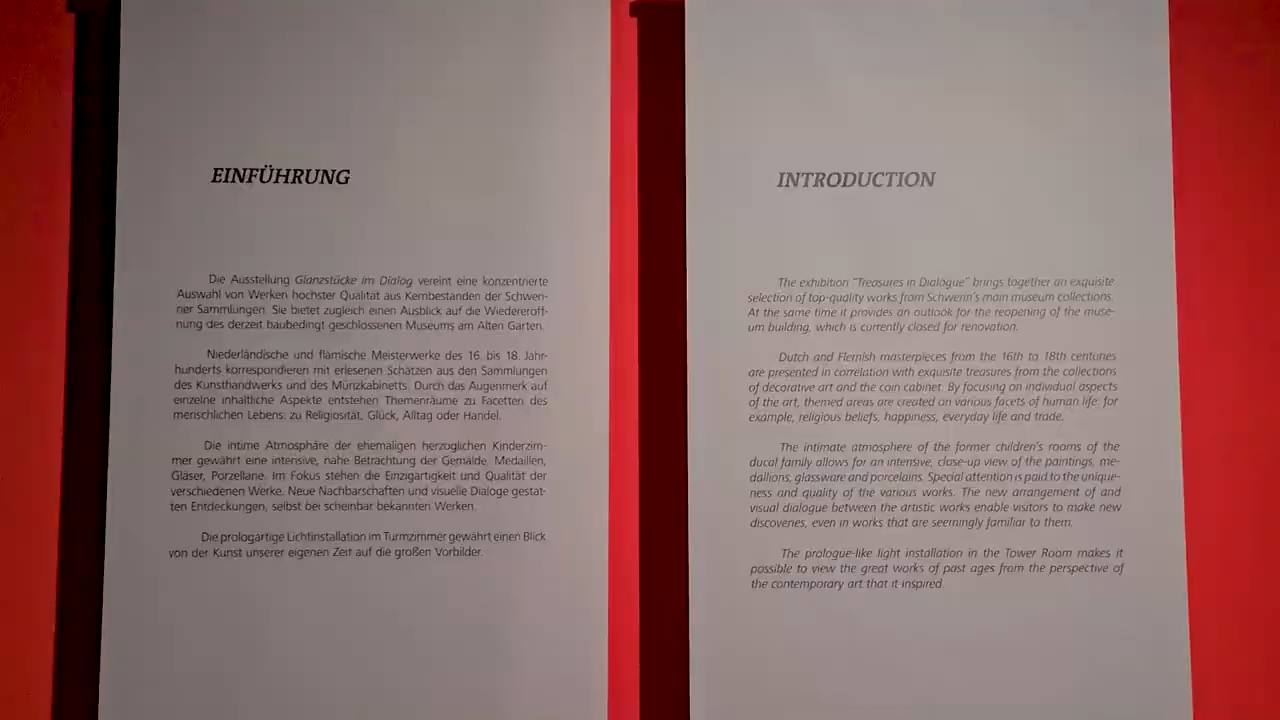 EINFÜHRUNG
Die Ausstellung Glanzstücke im Dialog vereint eine konzentrierte
Auswahl von Werken höchster Qualität aus Kernbeständen der Schwe-
riner Sammlungen. Sie bietet zugleich einen Ausblick auf die Wiedereröff-
nung des derzeit baubedingt geschlossenen Museums am Alten Garten.
Niederländische und flämische Meisterwerke des 16. bis 18. Jahr-
hunderts korrespondieren mit erlesenen Schätzen aus den Sammlungen
des Kunsthandwerks und des Münzkabinetts. Durch das Augenmerk auf
einzelne inhaltliche Aspekte entstehen Themenräume zu Facetten des
menschlichen Lebens: zu Religiosität, Glück, Alltag oder Handel.
Die intime Atmosphäre der ehemaligen herzoglichen Kinderzim-
mer gewährt eine intensive, nahe Betrachtung der Gemälde, Medaillen,
Gläser, Porzellane. Im Fokus stehen die Einzigartigkeit und Qualität der
verschiedenen Werke. Neue Nachbarschaften und visuelle Dialoge gestat-
ten Entdeckungen, selbst bei scheinbar bekannten Werken.
Die prologartige Lichtinstallation im Turmzimmer gewährt einen Blick
von der Kunst unserer eigenen Zeit auf die großen Vorbilder.
INTRODUCTION
The exhibition "Treasures in Dialogue" brings together an exquisite
selection of top-quality works from Schwerin's main museum collections.
At the same time it provides an outlook for the reopening of the muse-
um building, which is currently closed for renovation.
Dutch and Flemish masterpieces from the 16th to 18th centuries
are presented in correlation with exquisite treasures from the collections
of decorative art and the coin cabinet. By focusing on individual aspects
of the art, themed areas are created on various facets of human life: for
example, religious beliefs, happiness, everyday life and trade.
The intimate atmosphere of the former children's rooms of the
ducal family allows for an intensive, close-up view of the paintings, me-
dallions, glassware and porcelains. Special attention is paid to the unique-
ness and quality of the various works. The new arrangement of and
visual dialogue between the artistic works enable visitors to make new
discoveries, even in works that are seemingly familiar to them.
The prologue-like light installation in the Tower Room makes it
possible to view the great works of past ages from the perspective of
the contemporary art that it inspired.